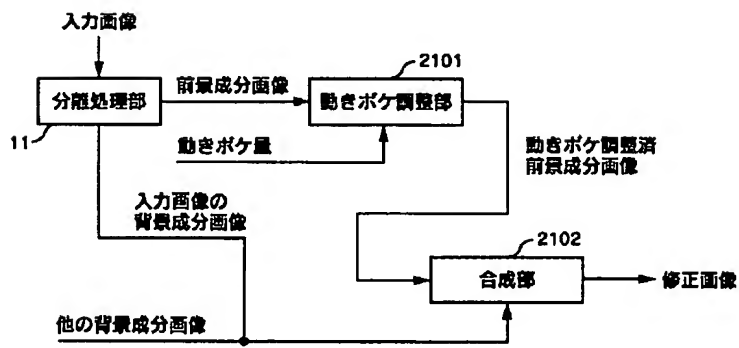 入力画像
分離処理部
11
前景成分画像
2101
動きボケ調整部
動きボケ量
動きボケ調整済
前景成分画像
入力画像の
背景成分画像
2102
合成部
修正画像
他の背景成分画像